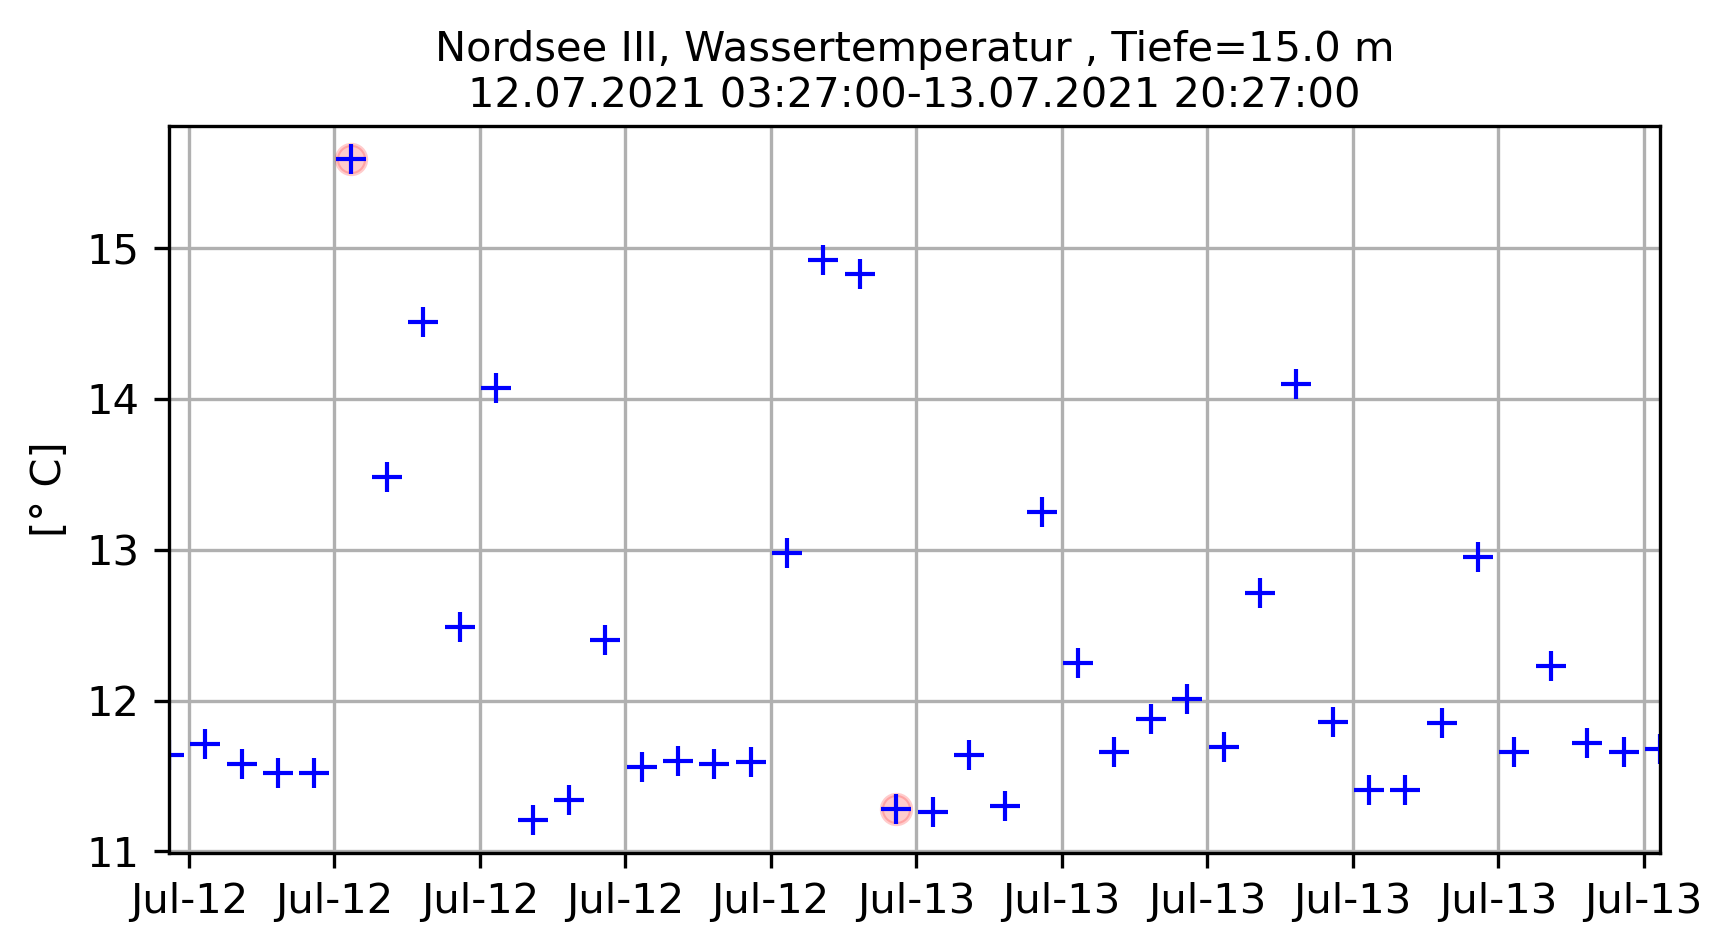 Nordsee III, Wassertemperatur , Tiefe=15.0 m
12.07.2021 03:27:00-13.07.2021 20:27:00
[° C]
15
14
13
12
11
Jul-12 Jul-12 Jul-12 Jul-12 Jul-12 Jul-13 Jul-13 Jul-13 Jul-13 Jul-13 Jul-13